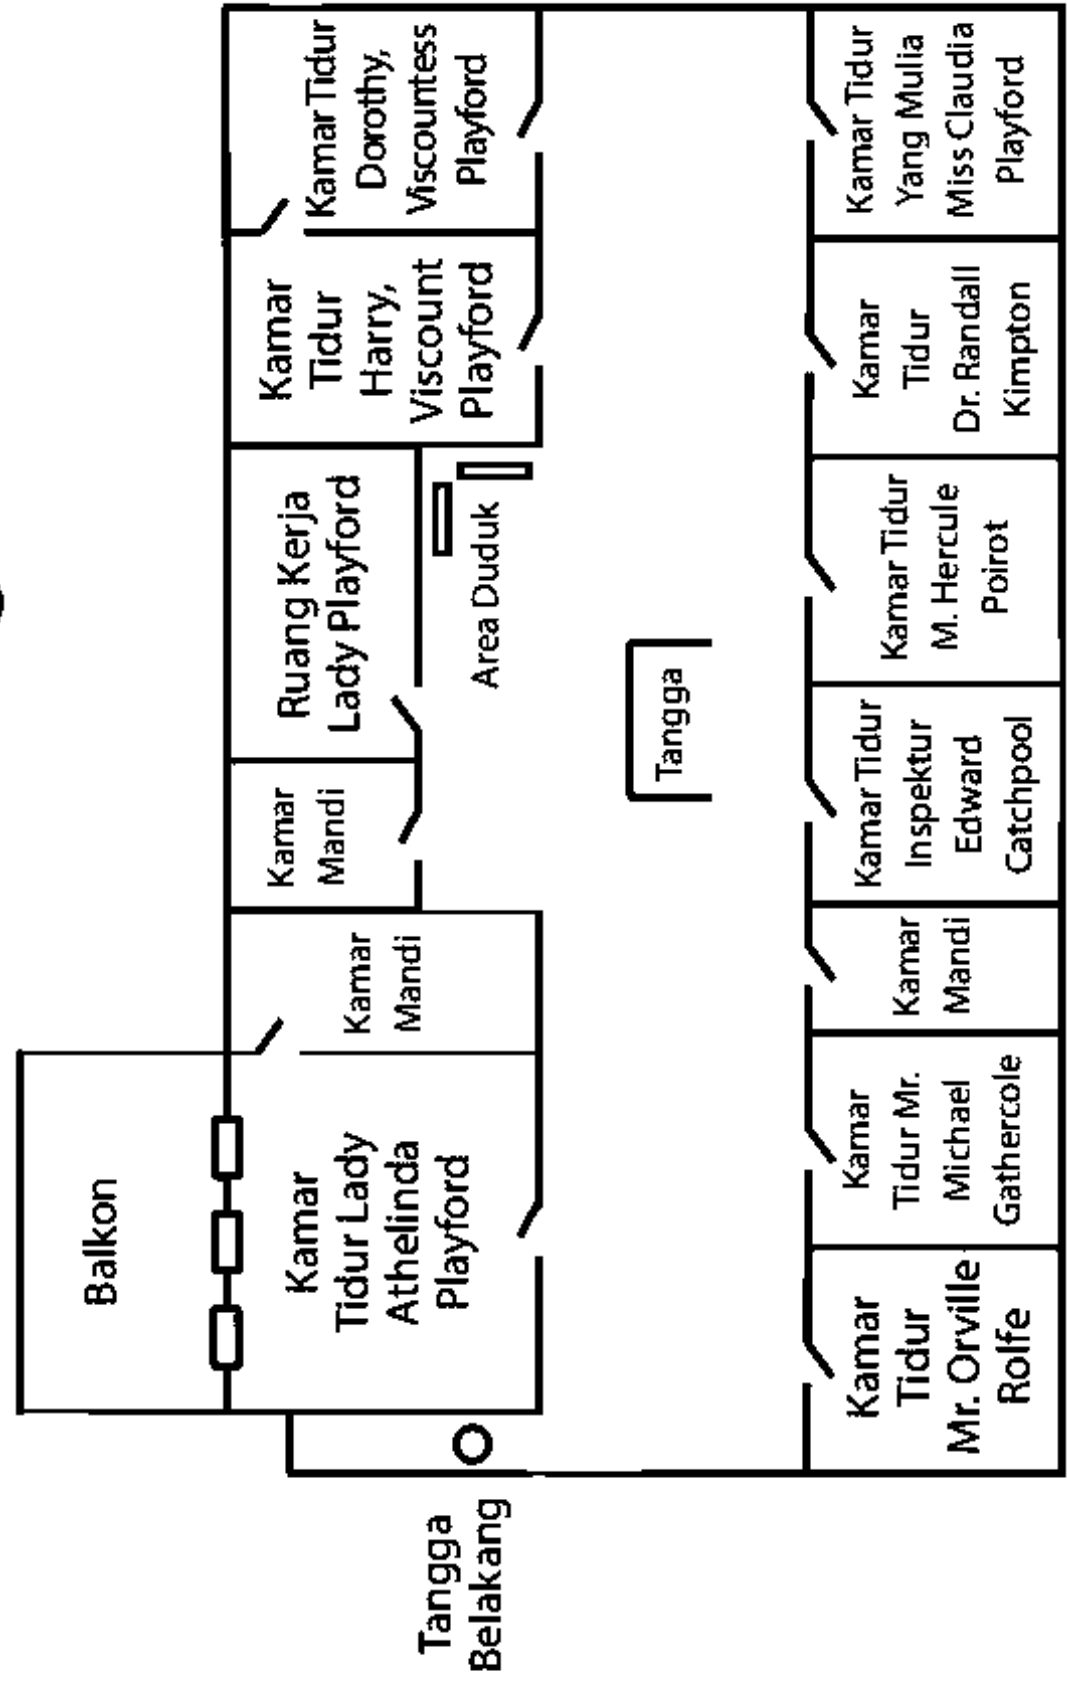 Balkon
Kamar
Tidur Lady
Athelinda
Playford
Kamar
Mandi
Kamar
Mandi
Ruang Kerja
Lady Playford
Area Duduk
Kamar
Tidur
Harry,
Viscount
Playford
Kamar Tidur
Dorothy,
Viscountess
Playford
Tangga
Belakang
Tangga
Kamar
Tidur
Mr. Orville
Rolfe
Kamar
Tidur Mr.
Michael
Gathercole
Kamar
Mandi
Kamar Tidur
Inspektur
Edward
Catchpool
Kamar Tidur
M. Hercule
Poirot
Kamar
Tidur
Dr. Randall
Kimpton
Kamar Tidur
Yang Mulia
Miss Claudia
Playford